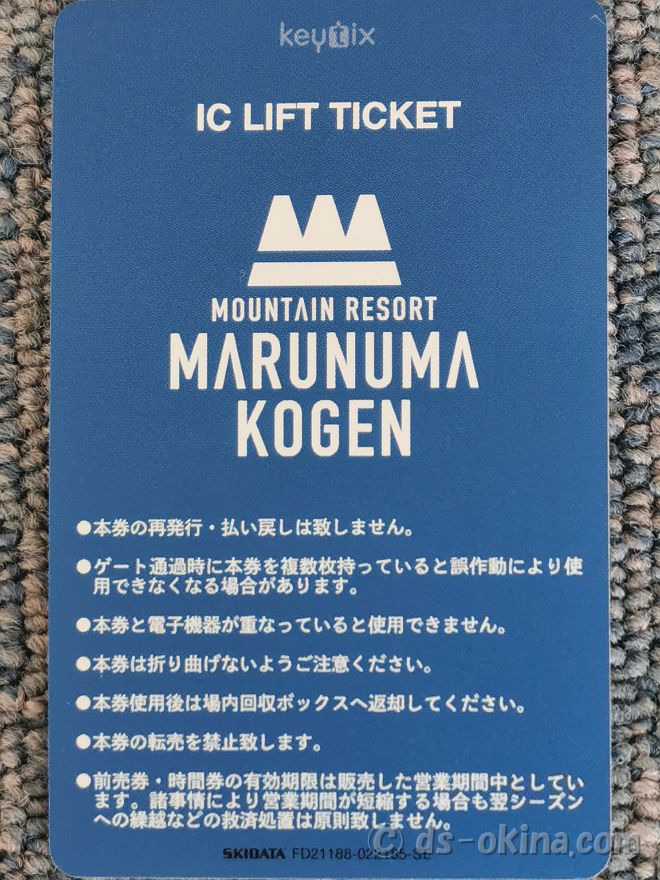 keytix
IC LIFT TICKET
MOUNTAIN RESORT
MARUNUMA
KOGEN
●本券の再発行・払い戻しは致しません。
●ゲート通過時に本券を複数枚持っていると誤作動により使
用できなくなる場合があります。
●本券と電子機器が重なっていると使用できません。
●本券は折り曲げないようご注意ください。
●本券使用後は場内回収ボックスへ返却してください。
●本券の転売を禁止致します。
●前売券・時間券の有効期限は販売した営業期間中としてい
ます。諸事情により営業期間が短縮する場合も翌シーズン
への繰越などの救済処置は原則致しません。
© ds-okina.com
SKIDATA FD21188-022185-SE